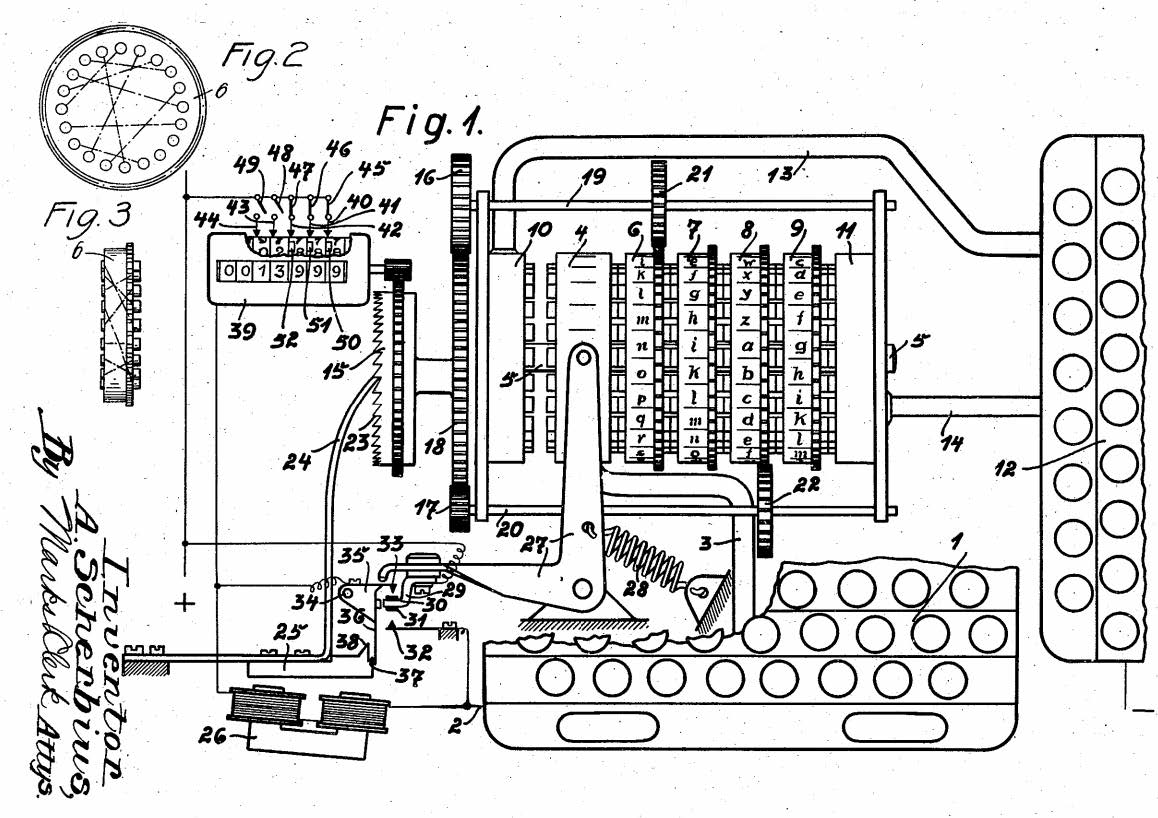 Fig.2
6
Fig. 1.
49 48 47 46 45
16 19 21 13
Fig. 3
44 43 40 41
42
6
10 4 6 7 8 9 11
i e w c
k f x d
l g y e
m h z f
n i a g
o k b h
p l c i
q m d k
r n e l
s o f m
0 0 1 3 9 9 9
39 52 51 50
15
5
5
23
24
18
14
12
17
20
22
27
3
28
1
35 33
29
34 30
36 31
25 38 32
37
26
2
Inventor
A. Scherbius,
By Marks & Clerk Attys.